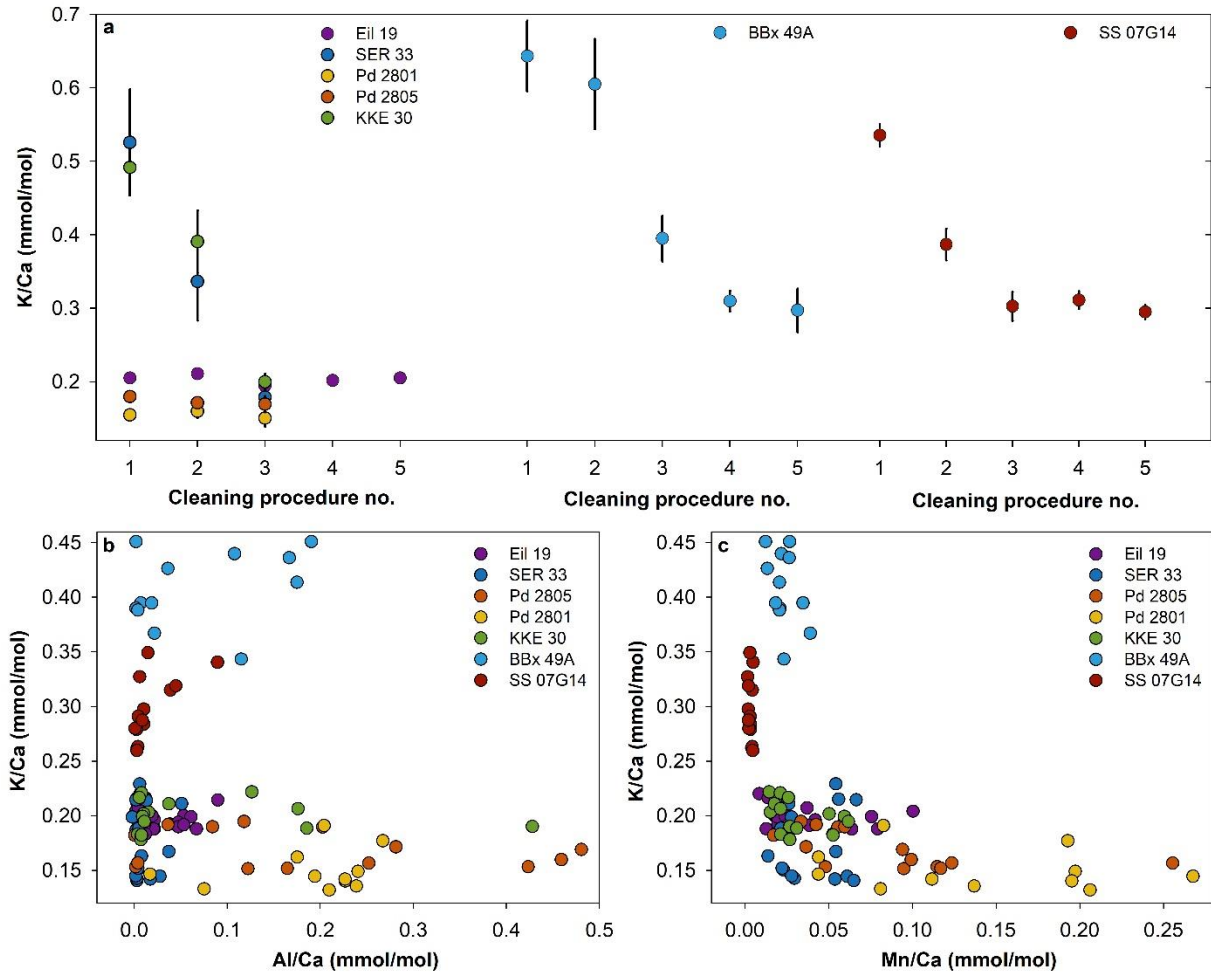 a
Eil 19
SER 33
Pd 2801
Pd 2805
KKE 30
BBx 49A
SS 07G14
0.7
0.6
0.5
0.4
0.3
0.2
K/Ca (mmol/mol)
1 2 3 4 5 1 2 3 4 5 1 2 3 4 5
Cleaning procedure no. Cleaning procedure no. Cleaning procedure no.
b
Eil 19
SER 33
Pd 2805
Pd 2801
KKE 30
BBx 49A
SS 07G14
0.45
0.40
0.35
0.30
0.25
0.20
0.15
0.10
K/Ca (mmol/mol)
0.0 0.1 0.2 0.3 0.4 0.5
Al/Ca (mmol/mol)
c
Eil 19
SER 33
Pd 2805
Pd 2801
KKE 30
BBx 49A
SS 07G14
0.45
0.40
0.35
0.30
0.25
0.20
0.15
0.10
K/Ca (mmol/mol)
0.00 0.05 0.10 0.15 0.20 0.25
Mn/Ca (mmol/mol)